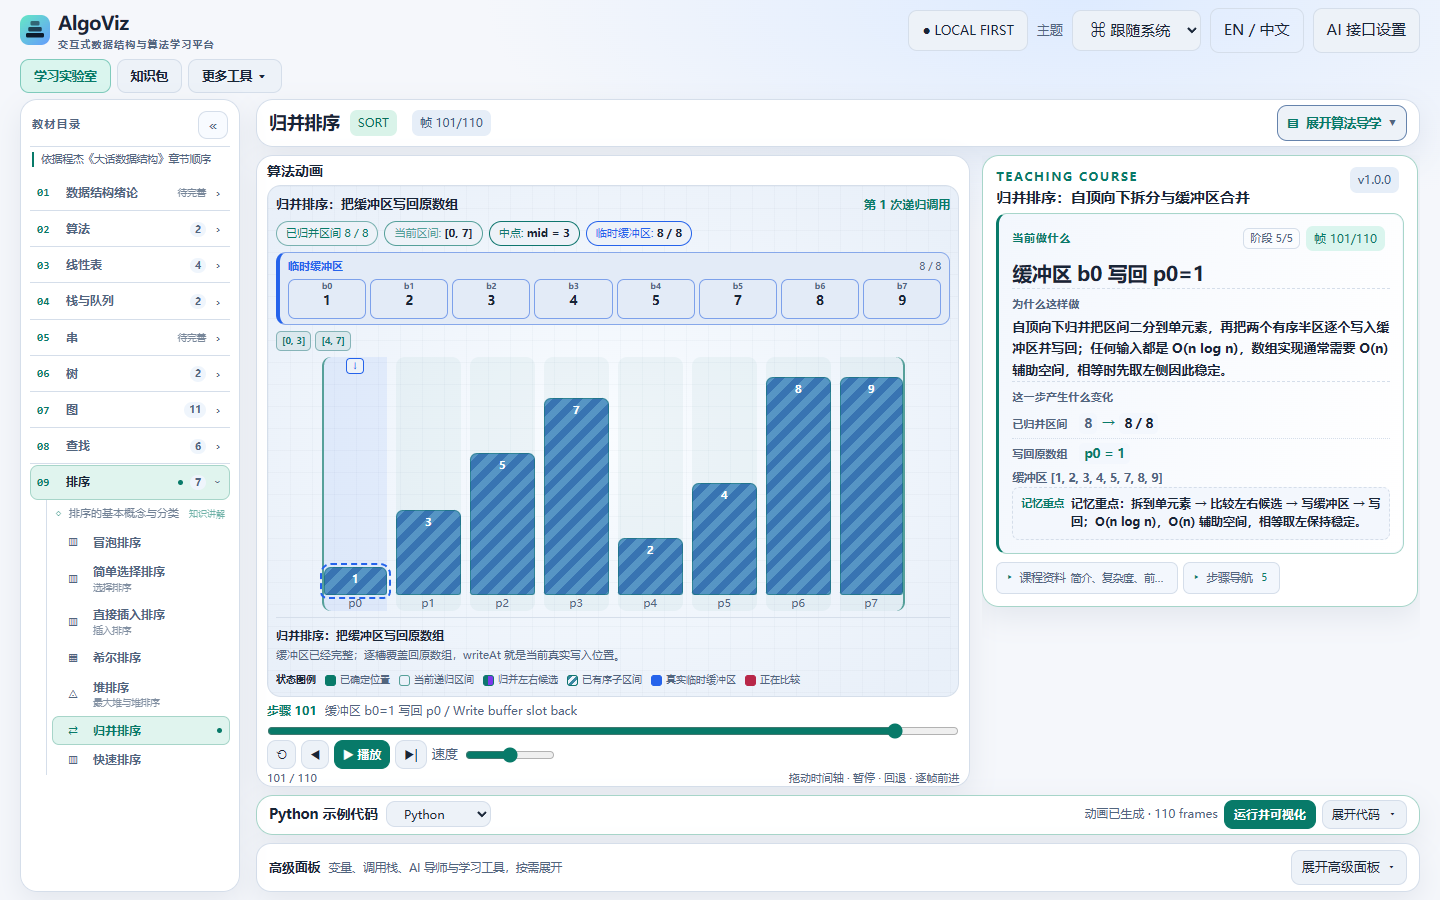 AlgoViz
交互式数据结构与算法学习平台
● LOCAL FIRST
主题
⌘ 跟随系统
EN / 中文
AI 接口设置
学习实验室
知识包
更多工具
教材目录
«
依据程杰《大话数据结构》章节顺序
01 数据结构绪论 待完善 ›
02 算法 2 ›
03 线性表 4 ›
04 栈与队列 2 ›
05 串 待完善 ›
06 树 2 ›
07 图 11 ›
08 查找 6 ›
09 排序 7
排序的基本概念与分类 知识讲解
冒泡排序
简单选择排序
选择排序
直接插入排序
插入排序
希尔排序
堆排序
最大堆与堆排序
归并排序
快速排序
归并排序 SORT 帧 101/110
展开算法导学
算法动画
归并排序：把缓冲区写回原数组
第 1 次递归调用
已归并区间 8 / 8
当前区间: [0, 7]
中点: mid = 3
临时缓冲区: 8 / 8
临时缓冲区 8 / 8
b0 b1 b2 b3 b4 b5 b6 b7
1 2 3 4 5 7 8 9
[0, 3] [4, 7]
↓
1 3 5 7 2 4 8 9
p0 p1 p2 p3 p4 p5 p6 p7
归并排序：把缓冲区写回原数组
缓冲区已经完整；逐槽覆盖回原数组，writeAt 就是当前真实写入位置。
状态图例 已确定位置 当前递归区间 归并左右候选 已有序子区间 真实临时缓冲区 正在比较
步骤 101 缓冲区 b0=1 写回 p0 / Write buffer slot back
▶ 播放
速度
101 / 110
拖动时间轴 · 暂停 · 回退 · 逐帧前进
TEACHING COURSE
归并排序：自顶向下拆分与缓冲区合并
v1.0.0
当前做什么
阶段 5/5
帧 101/110
缓冲区 b0 写回 p0=1
为什么这样做
自顶向下归并把区间二分到单元素，再把两个有序半区逐个写入缓
冲区并写回；任何输入都是 O(n log n)，数组实现通常需要 O(n)
辅助空间，相等时先取左侧因此稳定。
这一步产生什么变化
已归并区间 8 → 8 / 8
写回原数组 p0 = 1
缓冲区 [1, 2, 3, 4, 5, 7, 8, 9]
记忆重点 记忆重点：拆到单元素 → 比较左右候选 → 写缓冲区 → 写
回；O(n log n)，O(n) 辅助空间，相等取左保持稳定。
课程资料 简介、复杂度、前...
步骤导航 5
Python 示例代码
Python
动画已生成 · 110 frames
运行并可视化
展开代码
高级面板 变量、调用栈、AI 导师与学习工具，按需展开
展开高级面板